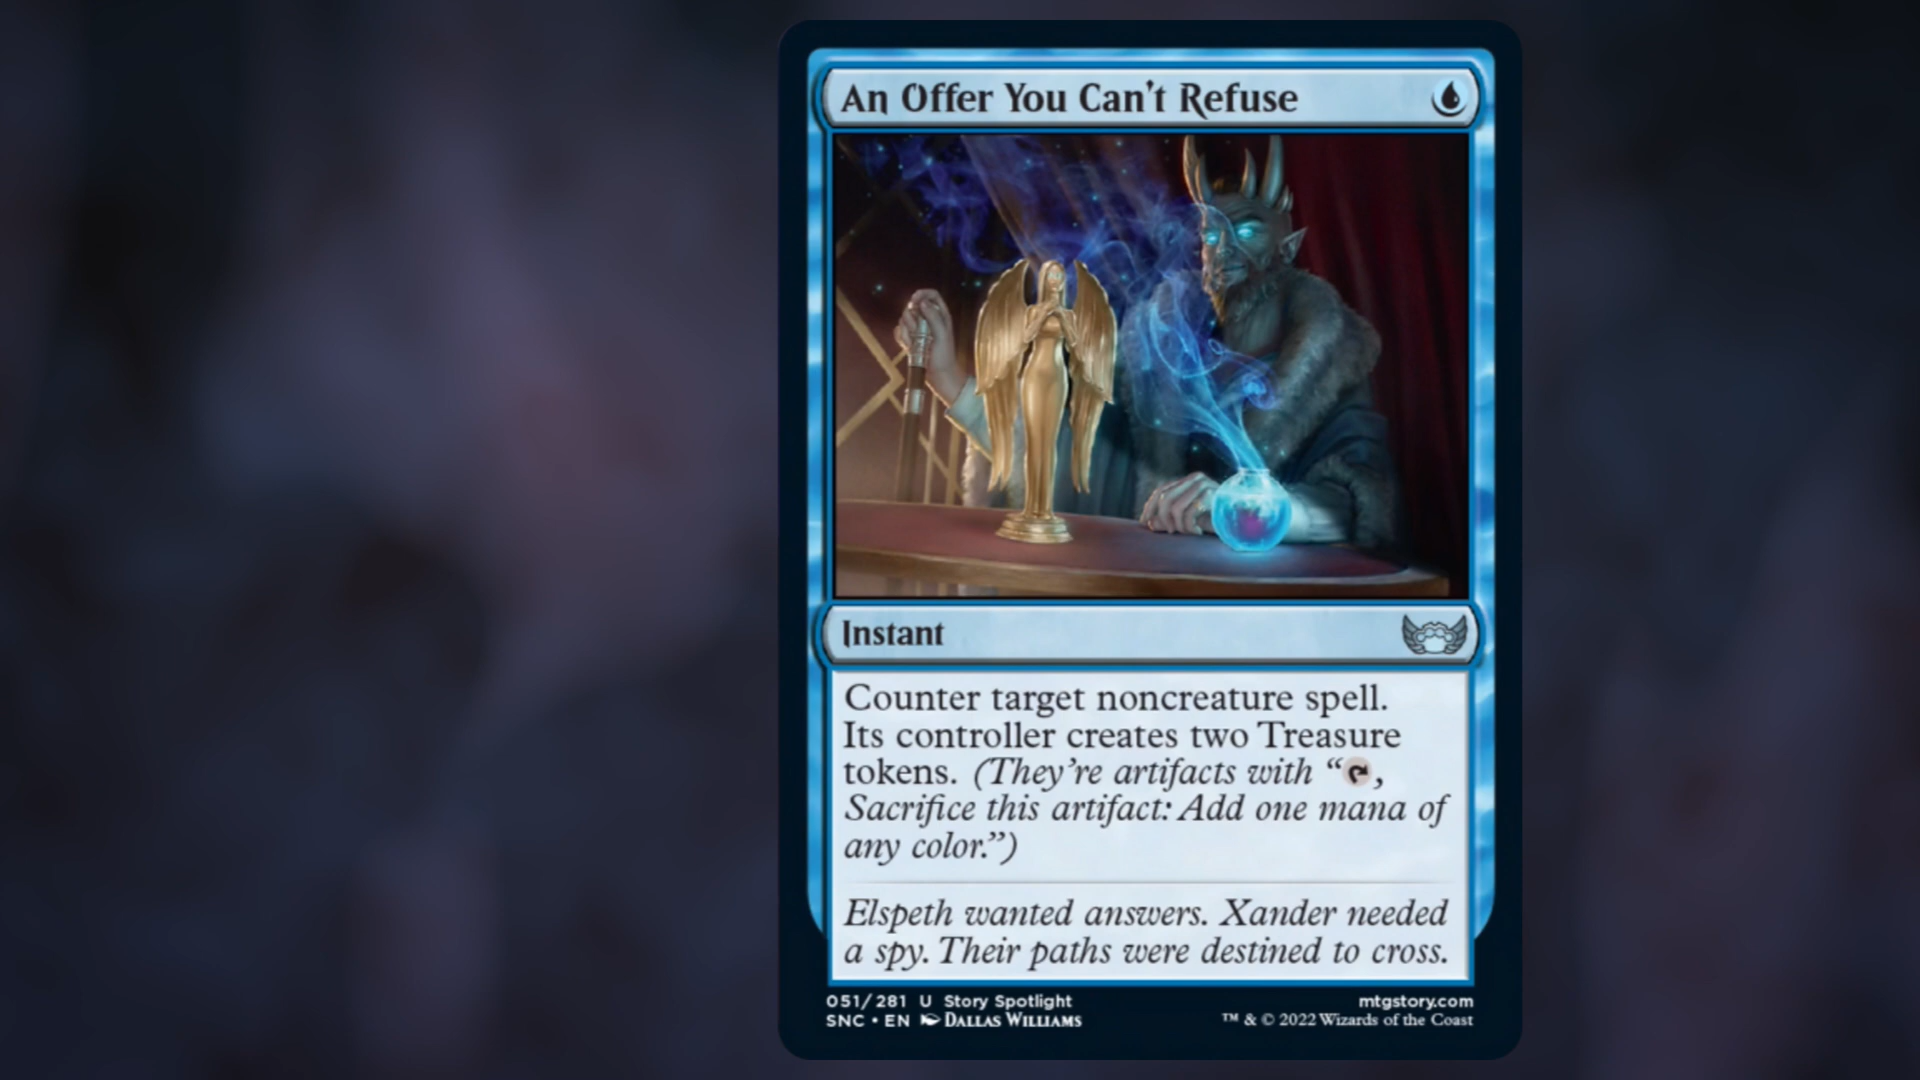 An Offer You Can't Refuse
Instant
Counter target noncreature spell.
Its controller creates two Treasure
tokens. (They're artifacts with “,
Sacrifice this artifact: Add one mana of
any color.”)
Elspeth wanted answers. Xander needed
a spy. Their paths were destined to cross.
051/281 U Story Spotlight
SNC • EN DALLAS WILLIAMS
mtgstory.com
™ & © 2022 Wizards of the Coast